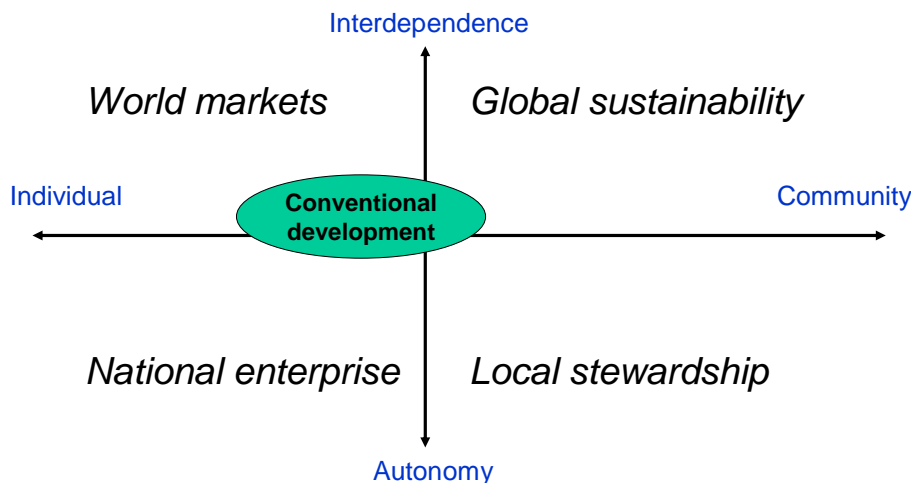 Interdependence
World markets
Global sustainability
Individual
Community
Conventional
development
National enterprise
Local stewardship
Autonomy